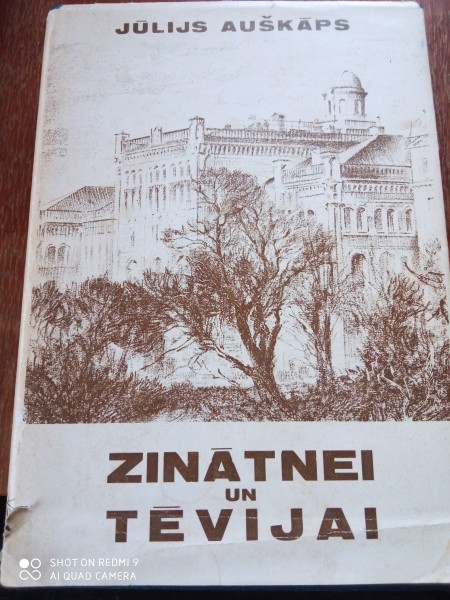 JŪLIJS AUŠKĀPS
ZINĀTNEI
UN
TĒVIJAI
SHOT ON REDMI 9
AI QUAD CAMERA